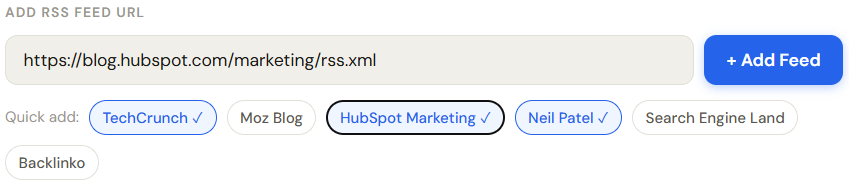 ADD RSS FEED URL
https://blog.hubspot.com/marketing/rss.xml
+ Add Feed
Quick add: TechCrunch ✓ Moz Blog HubSpot Marketing ✓ Neil Patel ✓ Search Engine Land
Backlinko